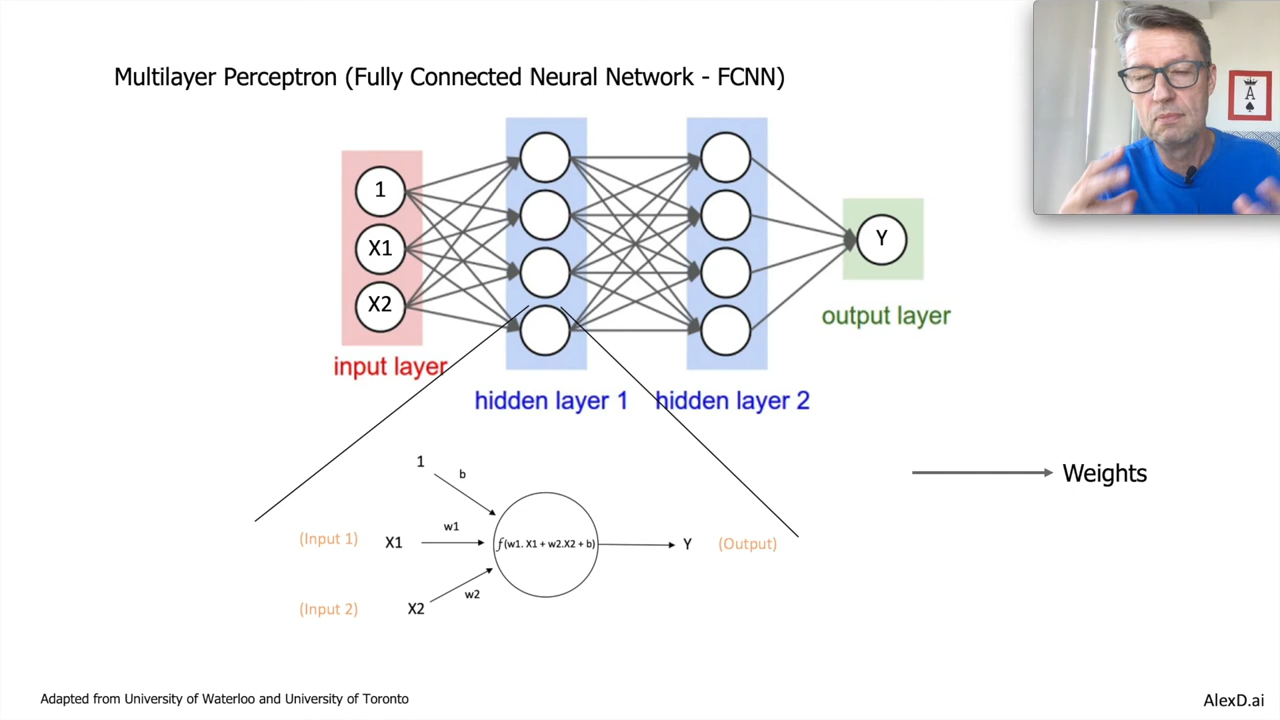 Multilayer Perceptron (Fully Connected Neural Network - FCNN)
A
1
X1
X2
Y
input layer
hidden layer 1
hidden layer 2
output layer
Weights
1
b
(Input 1) X1
w1
f(w1. X1 + w2.X2 + b)
Y (Output)
(Input 2) X2
w2
Adapted from University of Waterloo and University of Toronto
AlexD.ai